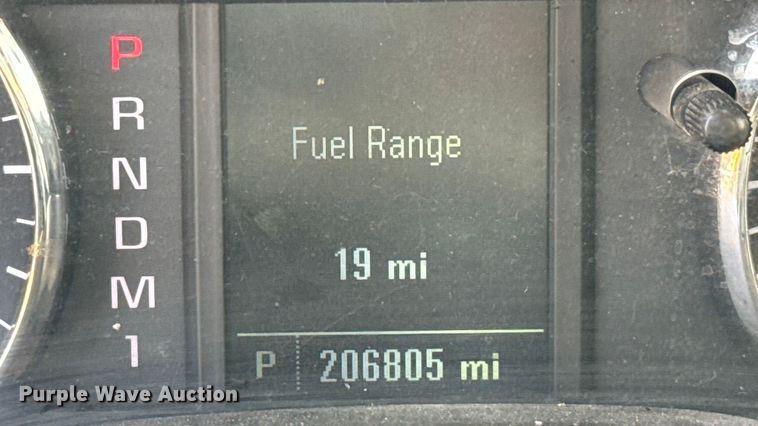 P
R
N
D
M
1
Fuel Range
19 mi
P 206805 mi
Purple Wave Auction